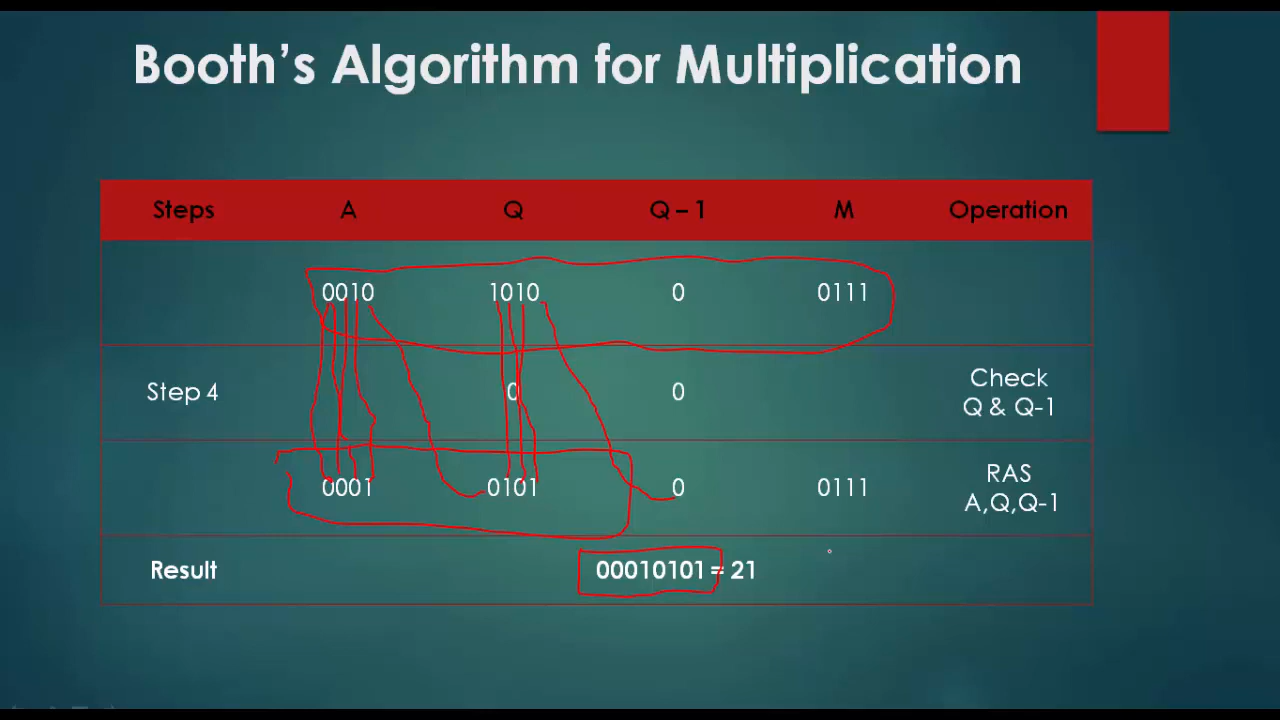 Booth's Algorithm for Multiplication
Steps A Q Q – 1 M Operation
0010 1010 0 0111
Step 4 0 0 Check
Q & Q-1
0001 0101 0 0111 RAS
A,Q,Q-1
Result 00010101 = 21